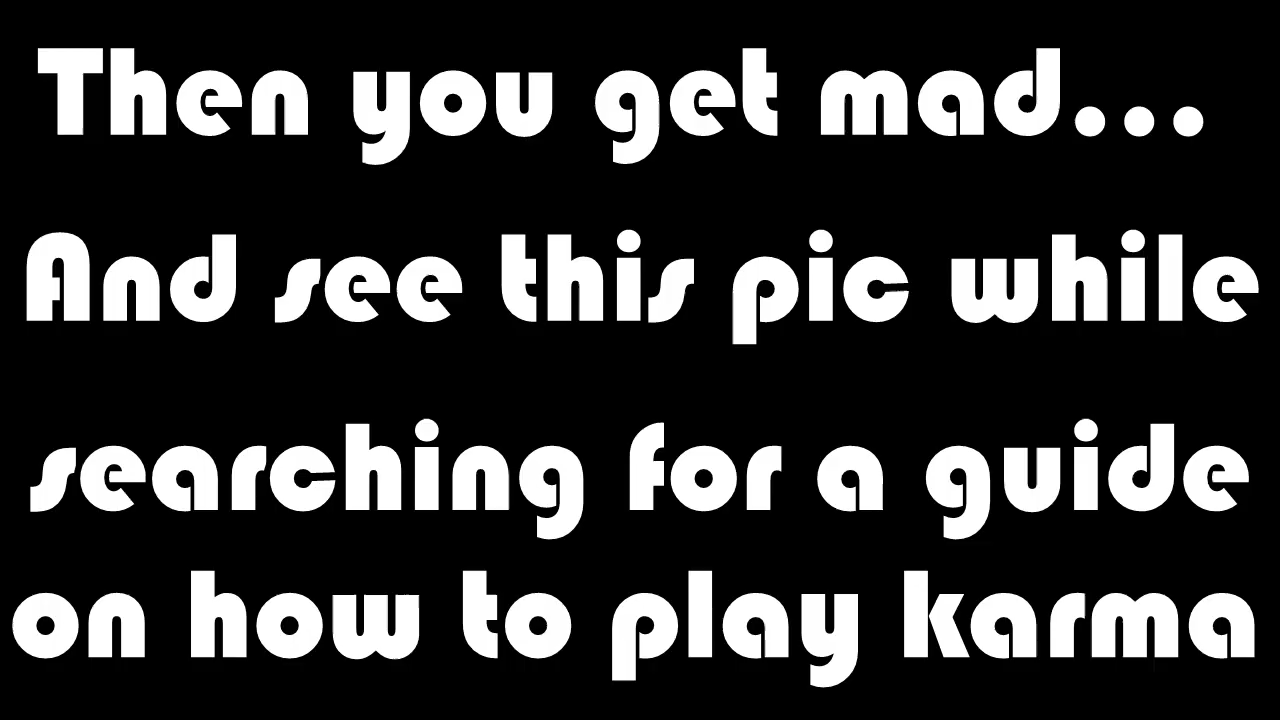 Then you get mad...
And see this pic while
searching for a guide
on how to play karma